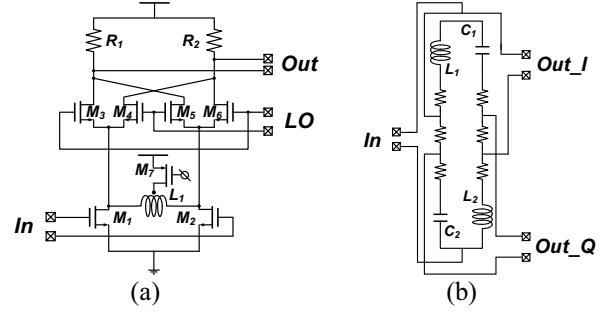 R1 R2
Out
M3 M4 M5 M6
LO
M7
L1
In M1 M2
(a)
C1
L1
Out_I
In
L2
C2
Out_Q
(b)